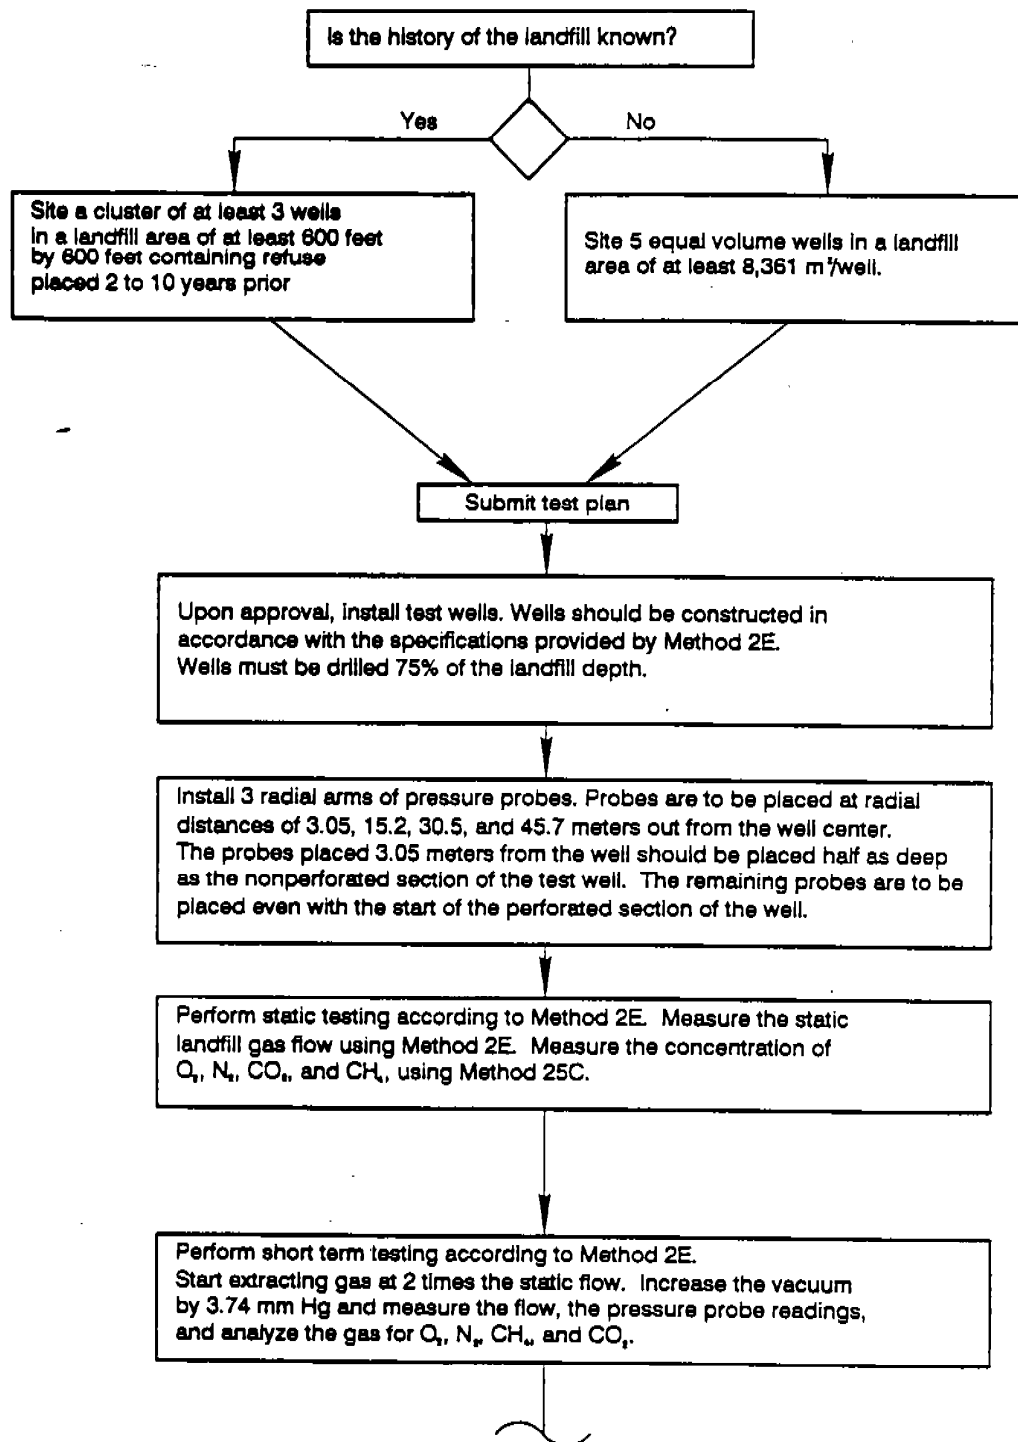 Is the history of the landfill known?
Yes
No
Site a cluster of at least 3 wells
in a landfill area of at least 600 feet
by 600 feet containing refuse
placed 2 to 10 years prior
Site 5 equal volume wells in a landfill
area of at least 8,361 m²/well.
Submit test plan
Upon approval, install test wells. Wells should be constructed in
accordance with the specifications provided by Method 2E.
Wells must be drilled 75% of the landfill depth.
Install 3 radial arms of pressure probes. Probes are to be placed at radial
distances of 3.05, 15.2, 30.5, and 45.7 meters out from the well center.
The probes placed 3.05 meters from the well should be placed half as deep
as the nonperforated section of the test well. The remaining probes are to be
placed even with the start of the perforated section of the well.
Perform static testing according to Method 2E. Measure the static
landfill gas flow using Method 2E. Measure the concentration of
O₂, N₂, CO₂, and CH₄, using Method 25C.
Perform short term testing according to Method 2E.
Start extracting gas at 2 times the static flow. Increase the vacuum
by 3.74 mm Hg and measure the flow, the pressure probe readings,
and analyze the gas for O₂, N₂, CH₄, and CO₂.